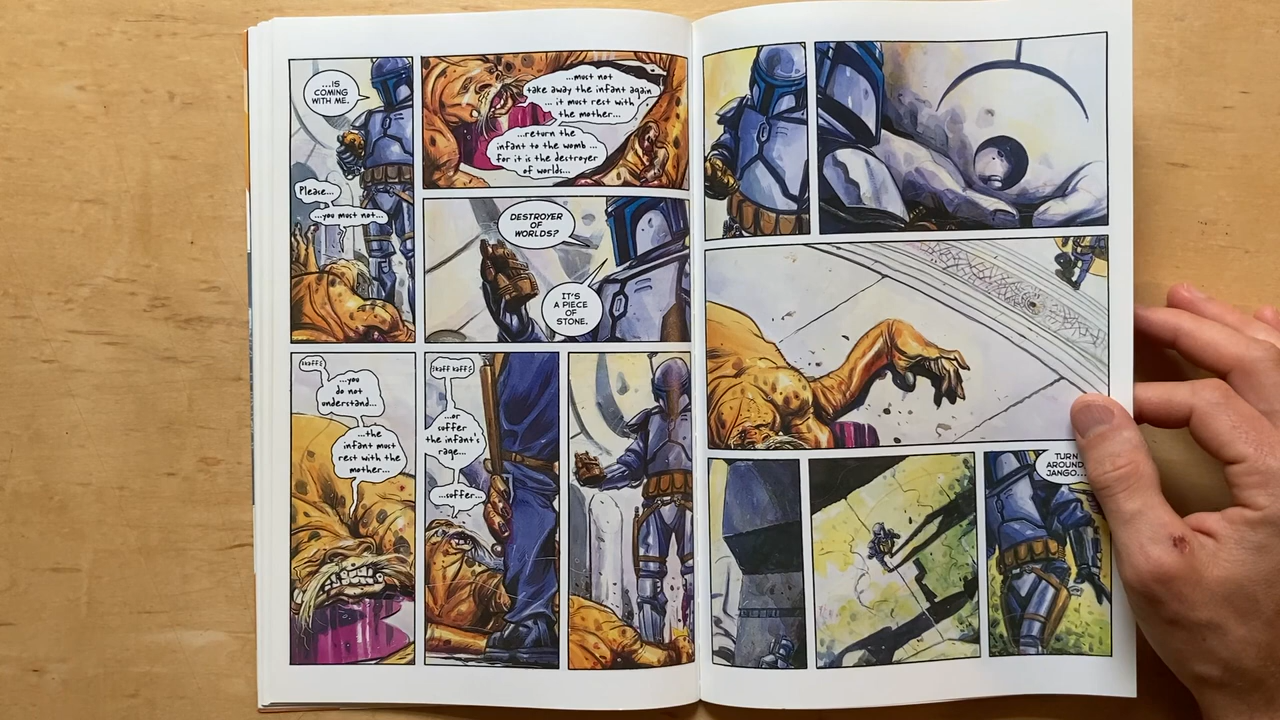 ...IS
COMING
WITH ME.
Please...
...you must not...
...must not
take away the infant again
... it must rest with
the mother...
...return the
infant to the womb ...
for it is the destroyer
of worlds...
DESTROYER
OF
WORLDS?
IT'S
A PIECE
OF
STONE.
...you
do not
understand...
...the
infant must
rest with the
mother...
...or
suffer
the infant's
rage...
...suffer...
TURN
AROUND,
JANGO...